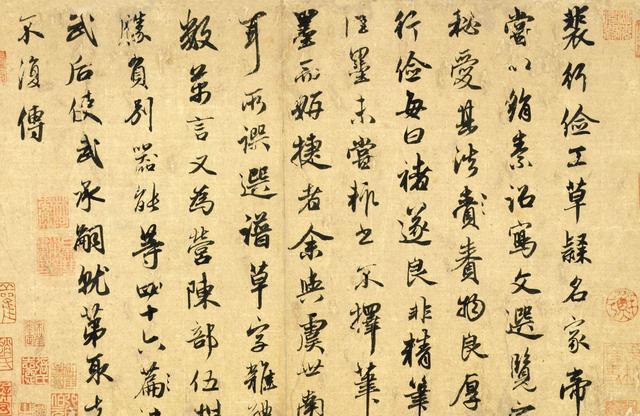 裴行儉工草隸名家帝
嘗以絹素詔寫文選覽
秘愛其法賚物良厚
行儉每曰褚遂良非精筆
佳墨未嘗輒書不擇筆
墨而妍捷者余與虞世南
耳所譔選譜草字雜體
數萬言又為營陳部伍
勝負別器能等四十六篇
武后使武承嗣就第取
不復傳